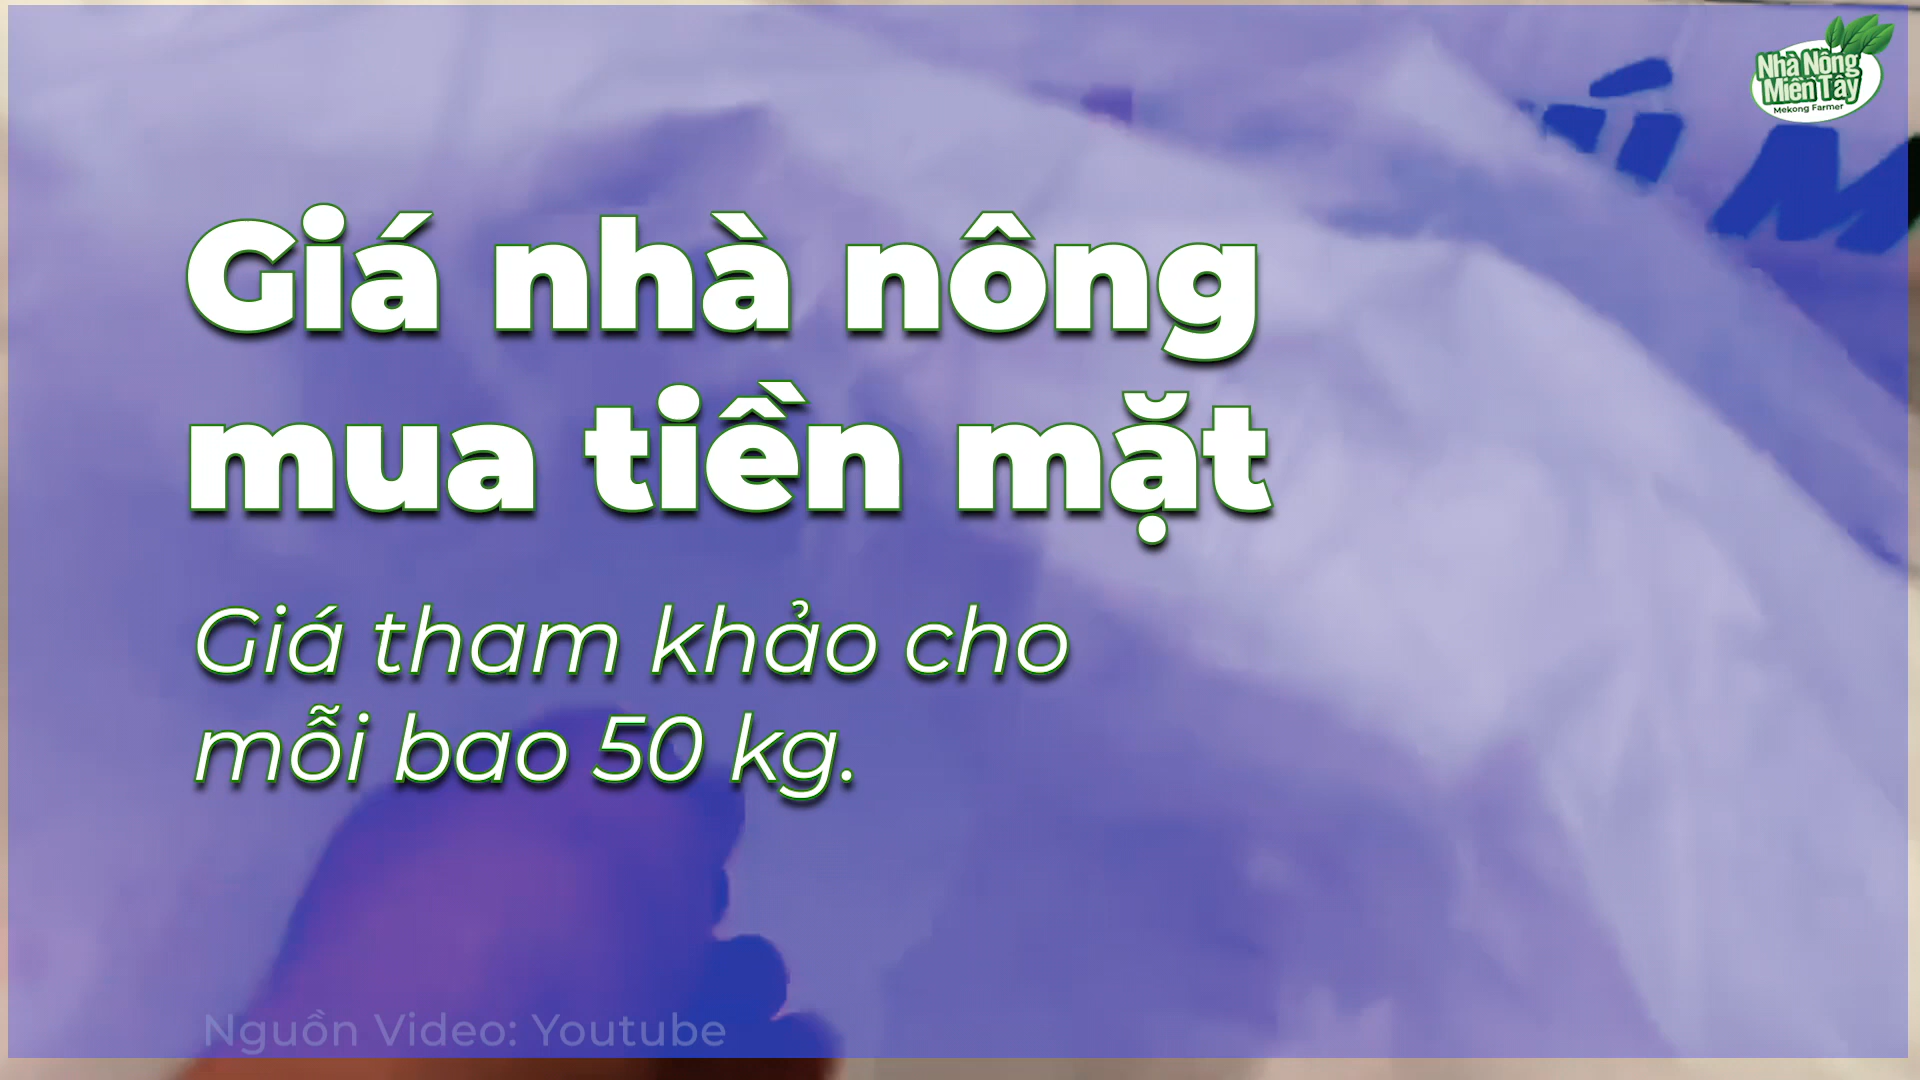 Nhà Nông
Miền Tây
Mekong Farmer
Giá nhà nông
mua tiền mặt
Giá tham khảo cho
mỗi bao 50 kg.
Nguồn Video: Youtube